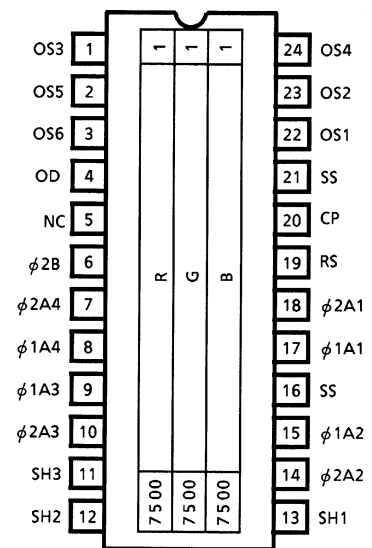 OS3 1 1 1 1 24 OS4
OS5 2 23 OS2
OS6 3 22 OS1
OD 4 21 SS
NC 5 20 CP
ϕ2B 6 R G B 19 RS
ϕ2A4 7 18 ϕ2A1
ϕ1A4 8 17 ϕ1A1
ϕ1A3 9 16 SS
ϕ2A3 10 15 ϕ1A2
SH3 11 14 ϕ2A2
SH2 12 7500 7500 7500 13 SH1